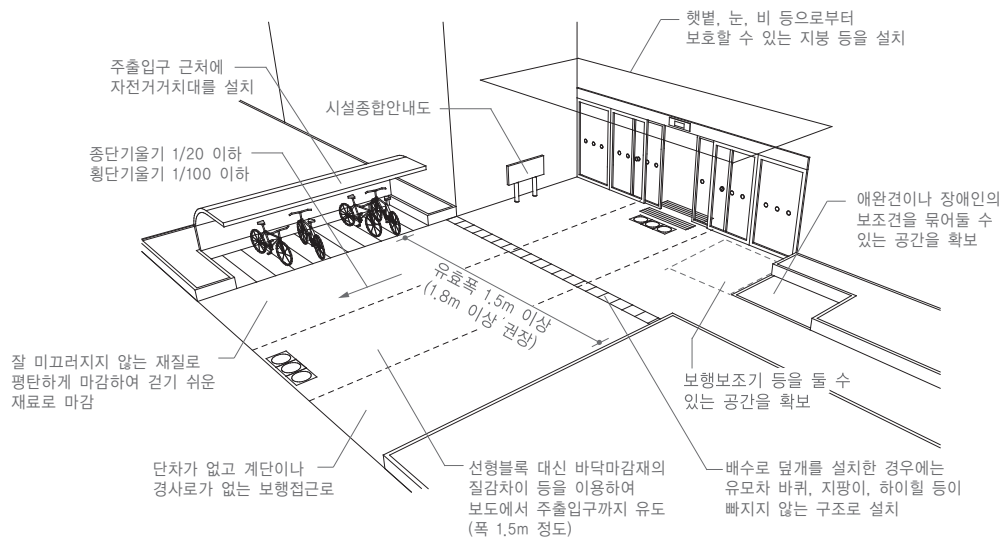 햇볕, 눈, 비 등으로부터
보호할 수 있는 지붕 등을 설치
주출입구 근처에
자전거거치대를 설치
시설종합안내도
종단기울기 1/20 이하
횡단기울기 1/100 이하
애완견이나 장애인의
보조견을 묶어둘 수
있는 공간을 확보
유효폭 1.5m 이상
(1.8m 이상 권장)
잘 미끄러지지 않는 재질로
평탄하게 마감하여 걷기 쉬운
재료로 마감
보행보조기 등을 둘 수
있는 공간을 확보
단차가 없고 계단이나
경사로가 없는 보행접근로
선형블록 대신 바닥마감재의
질감차이 등을 이용하여
보도에서 주출입구까지 유도
(폭 1.5m 정도)
배수로 덮개를 설치한 경우에는
유모차 바퀴, 지팡이, 하이힐 등이
빠지지 않는 구조로 설치